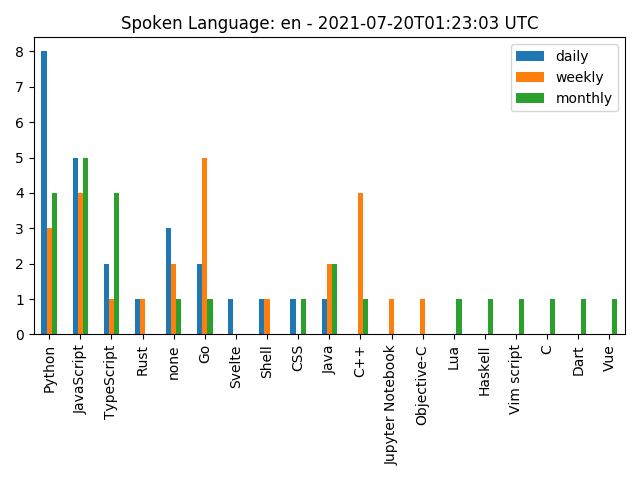 Spoken Language: en - 2021-07-20T01:23:03 UTC
daily
weekly
monthly
8
7
6
5
4
3
2
1
0
Python
JavaScript
TypeScript
Rust
none
Go
Svelte
Shell
CSS
Java
C++
Jupyter Notebook
Objective-C
Lua
Haskell
Vim script
C
Dart
Vue